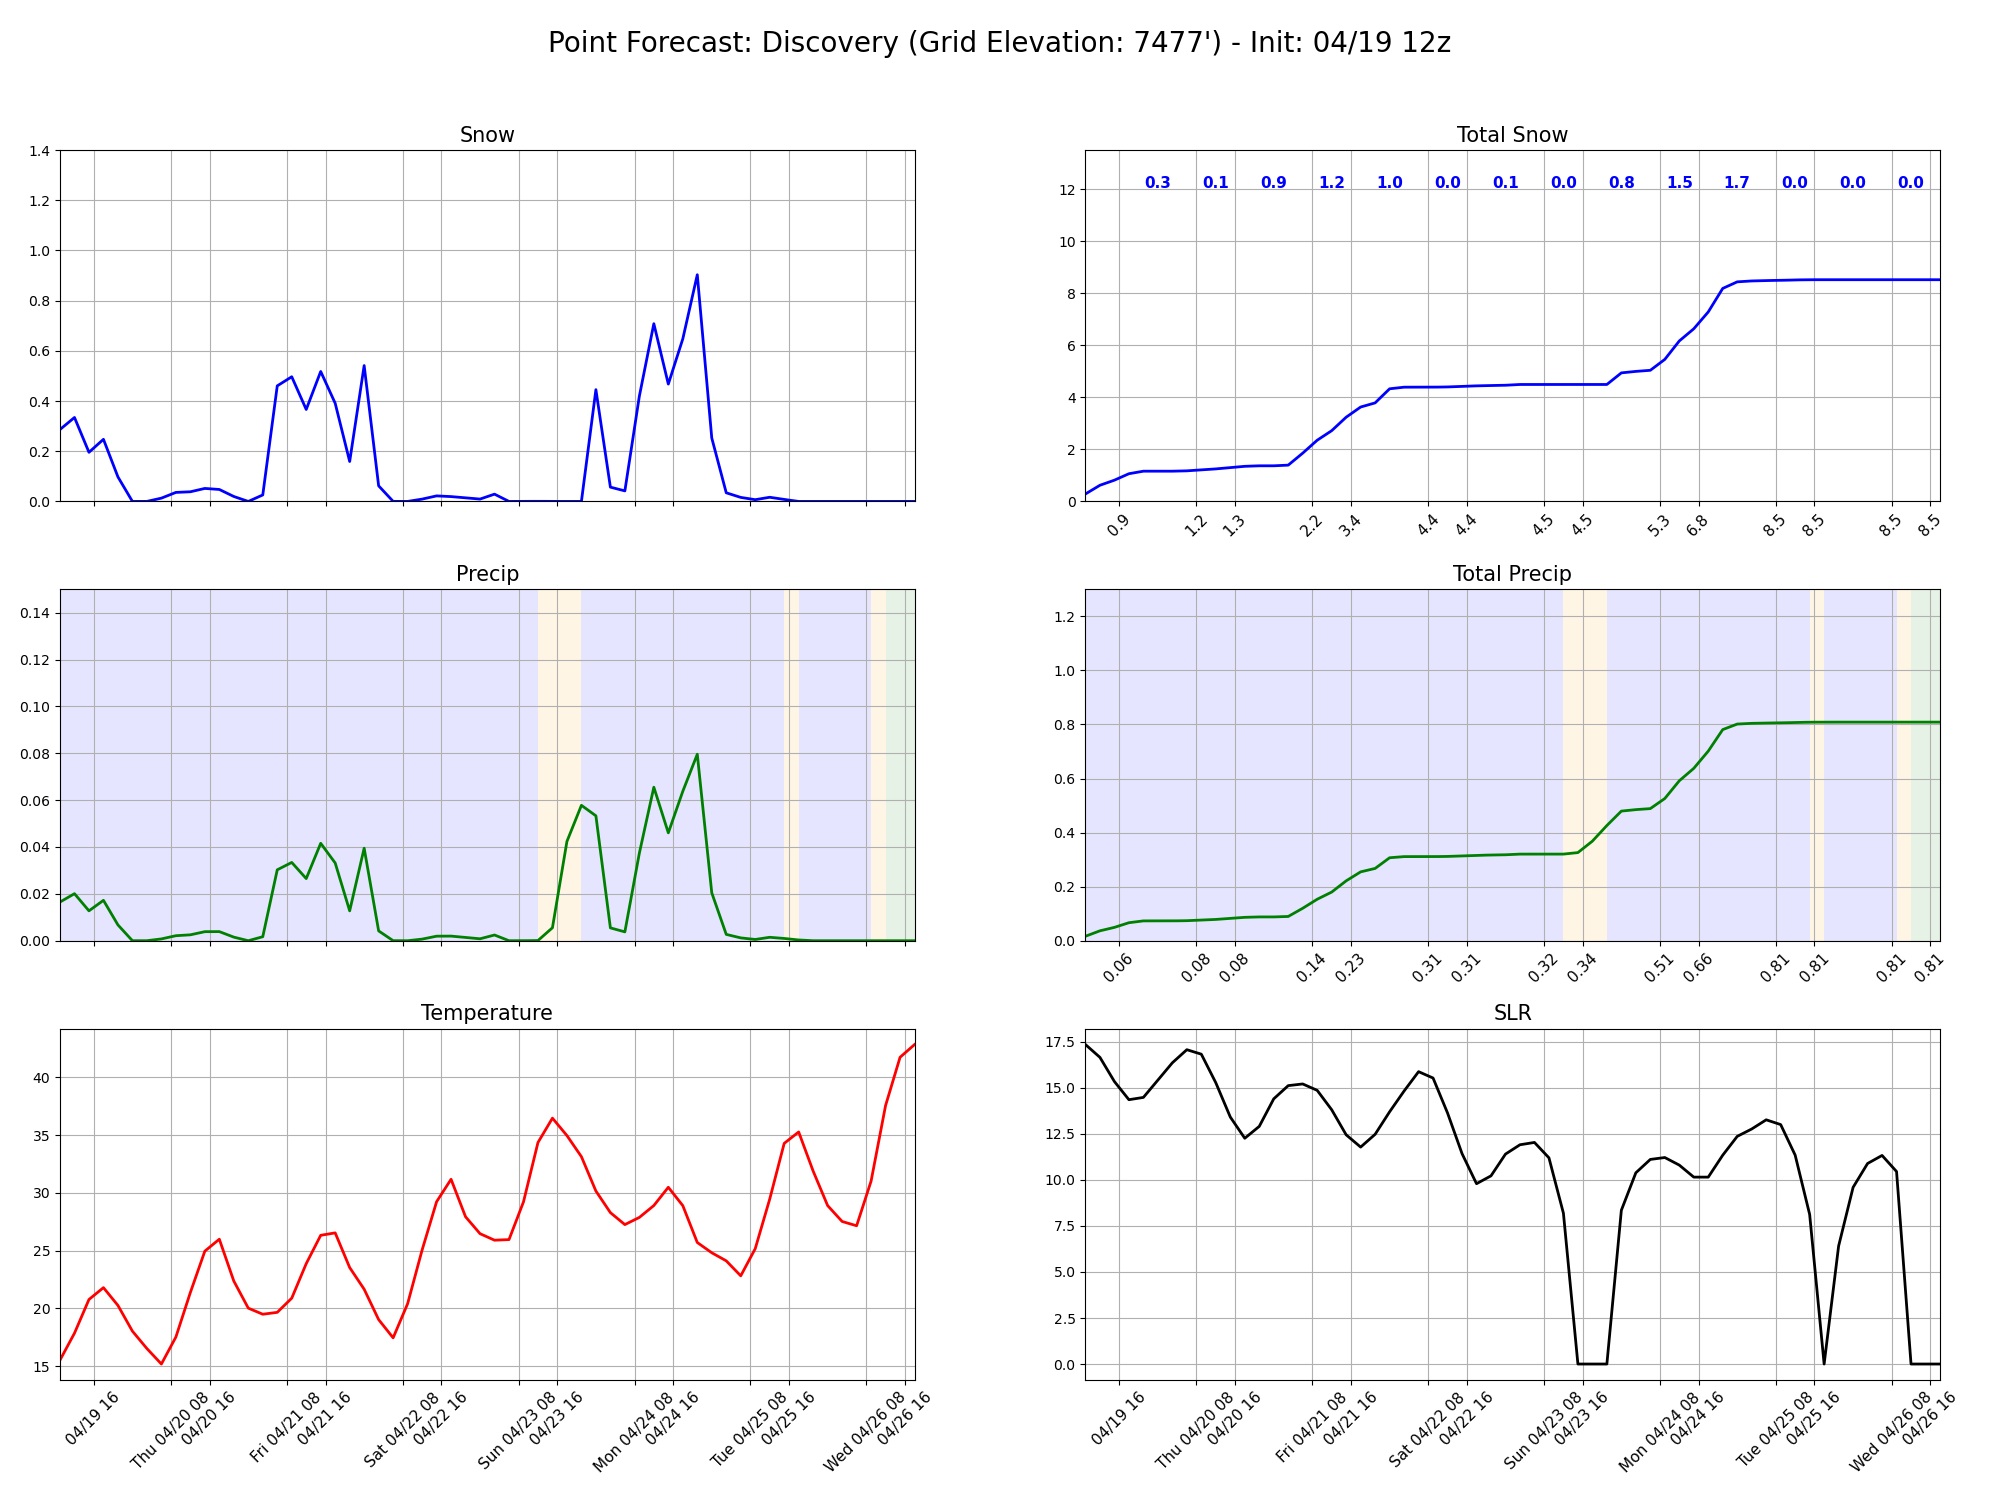 Point Forecast: Discovery (Grid Elevation: 7477') - Init: 04/19 12z
Snow
1.4
1.2
1.0
0.8
0.6
0.4
0.2
0.0
Total Snow
0.3 0.1 0.9 1.2 1.0 0.0 0.1 0.0 0.8 1.5 1.7 0.0 0.0 0.0
12
10
8
6
4
2
0
0.9 1.2 1.3 2.2 3.4 4.4 4.4 4.5 4.5 5.3 6.8 8.5 8.5 8.5 8.5
Precip
0.14
0.12
0.10
0.08
0.06
0.04
0.02
0.00
Total Precip
1.2
1.0
0.8
0.6
0.4
0.2
0.0
0.06 0.08 0.08 0.14 0.23 0.31 0.31 0.32 0.34 0.51 0.66 0.81 0.81 0.81 0.81
Temperature
40
35
30
25
20
15
04/19 16
Thu 04/20 08
04/20 16
Fri 04/21 08
04/21 16
Sat 04/22 08
04/22 16
Sun 04/23 08
04/23 16
Mon 04/24 08
04/24 16
Tue 04/25 08
04/25 16
Wed 04/26 08
04/26 16
SLR
17.5
15.0
12.5
10.0
7.5
5.0
2.5
0.0
04/19 16
Thu 04/20 08
04/20 16
Fri 04/21 08
04/21 16
Sat 04/22 08
04/22 16
Sun 04/23 08
04/23 16
Mon 04/24 08
04/24 16
Tue 04/25 08
04/25 16
Wed 04/26 08
04/26 16